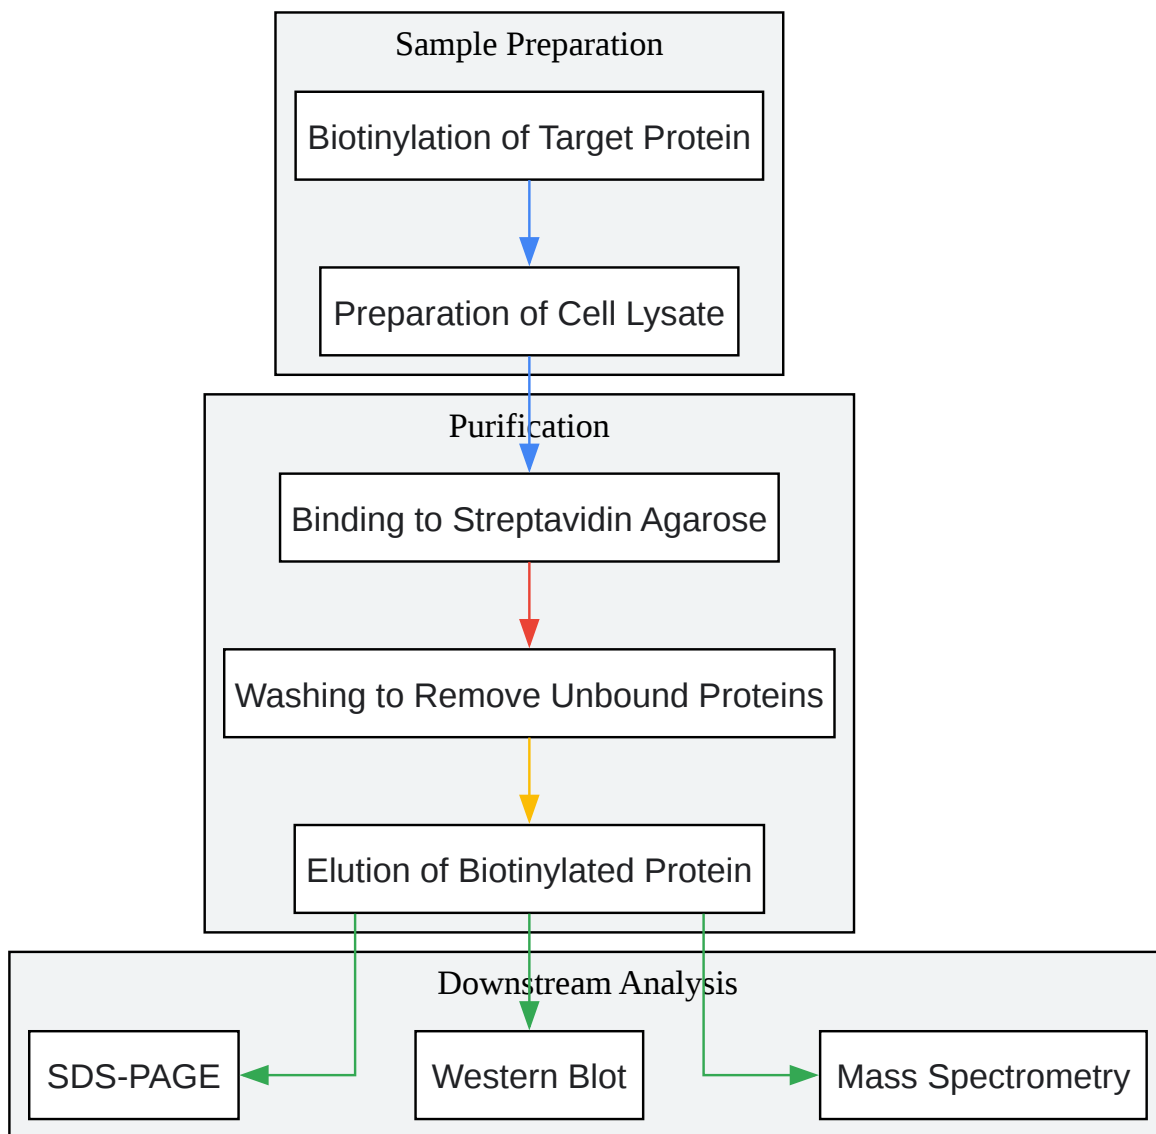 Sample Preparation
Biotinylation of Target Protein
Preparation of Cell Lysate
Purification
Binding to Streptavidin Agarose
Washing to Remove Unbound Proteins
Elution of Biotinylated Protein
Downstream Analysis
SDS-PAGE
Western Blot
Mass Spectrometry